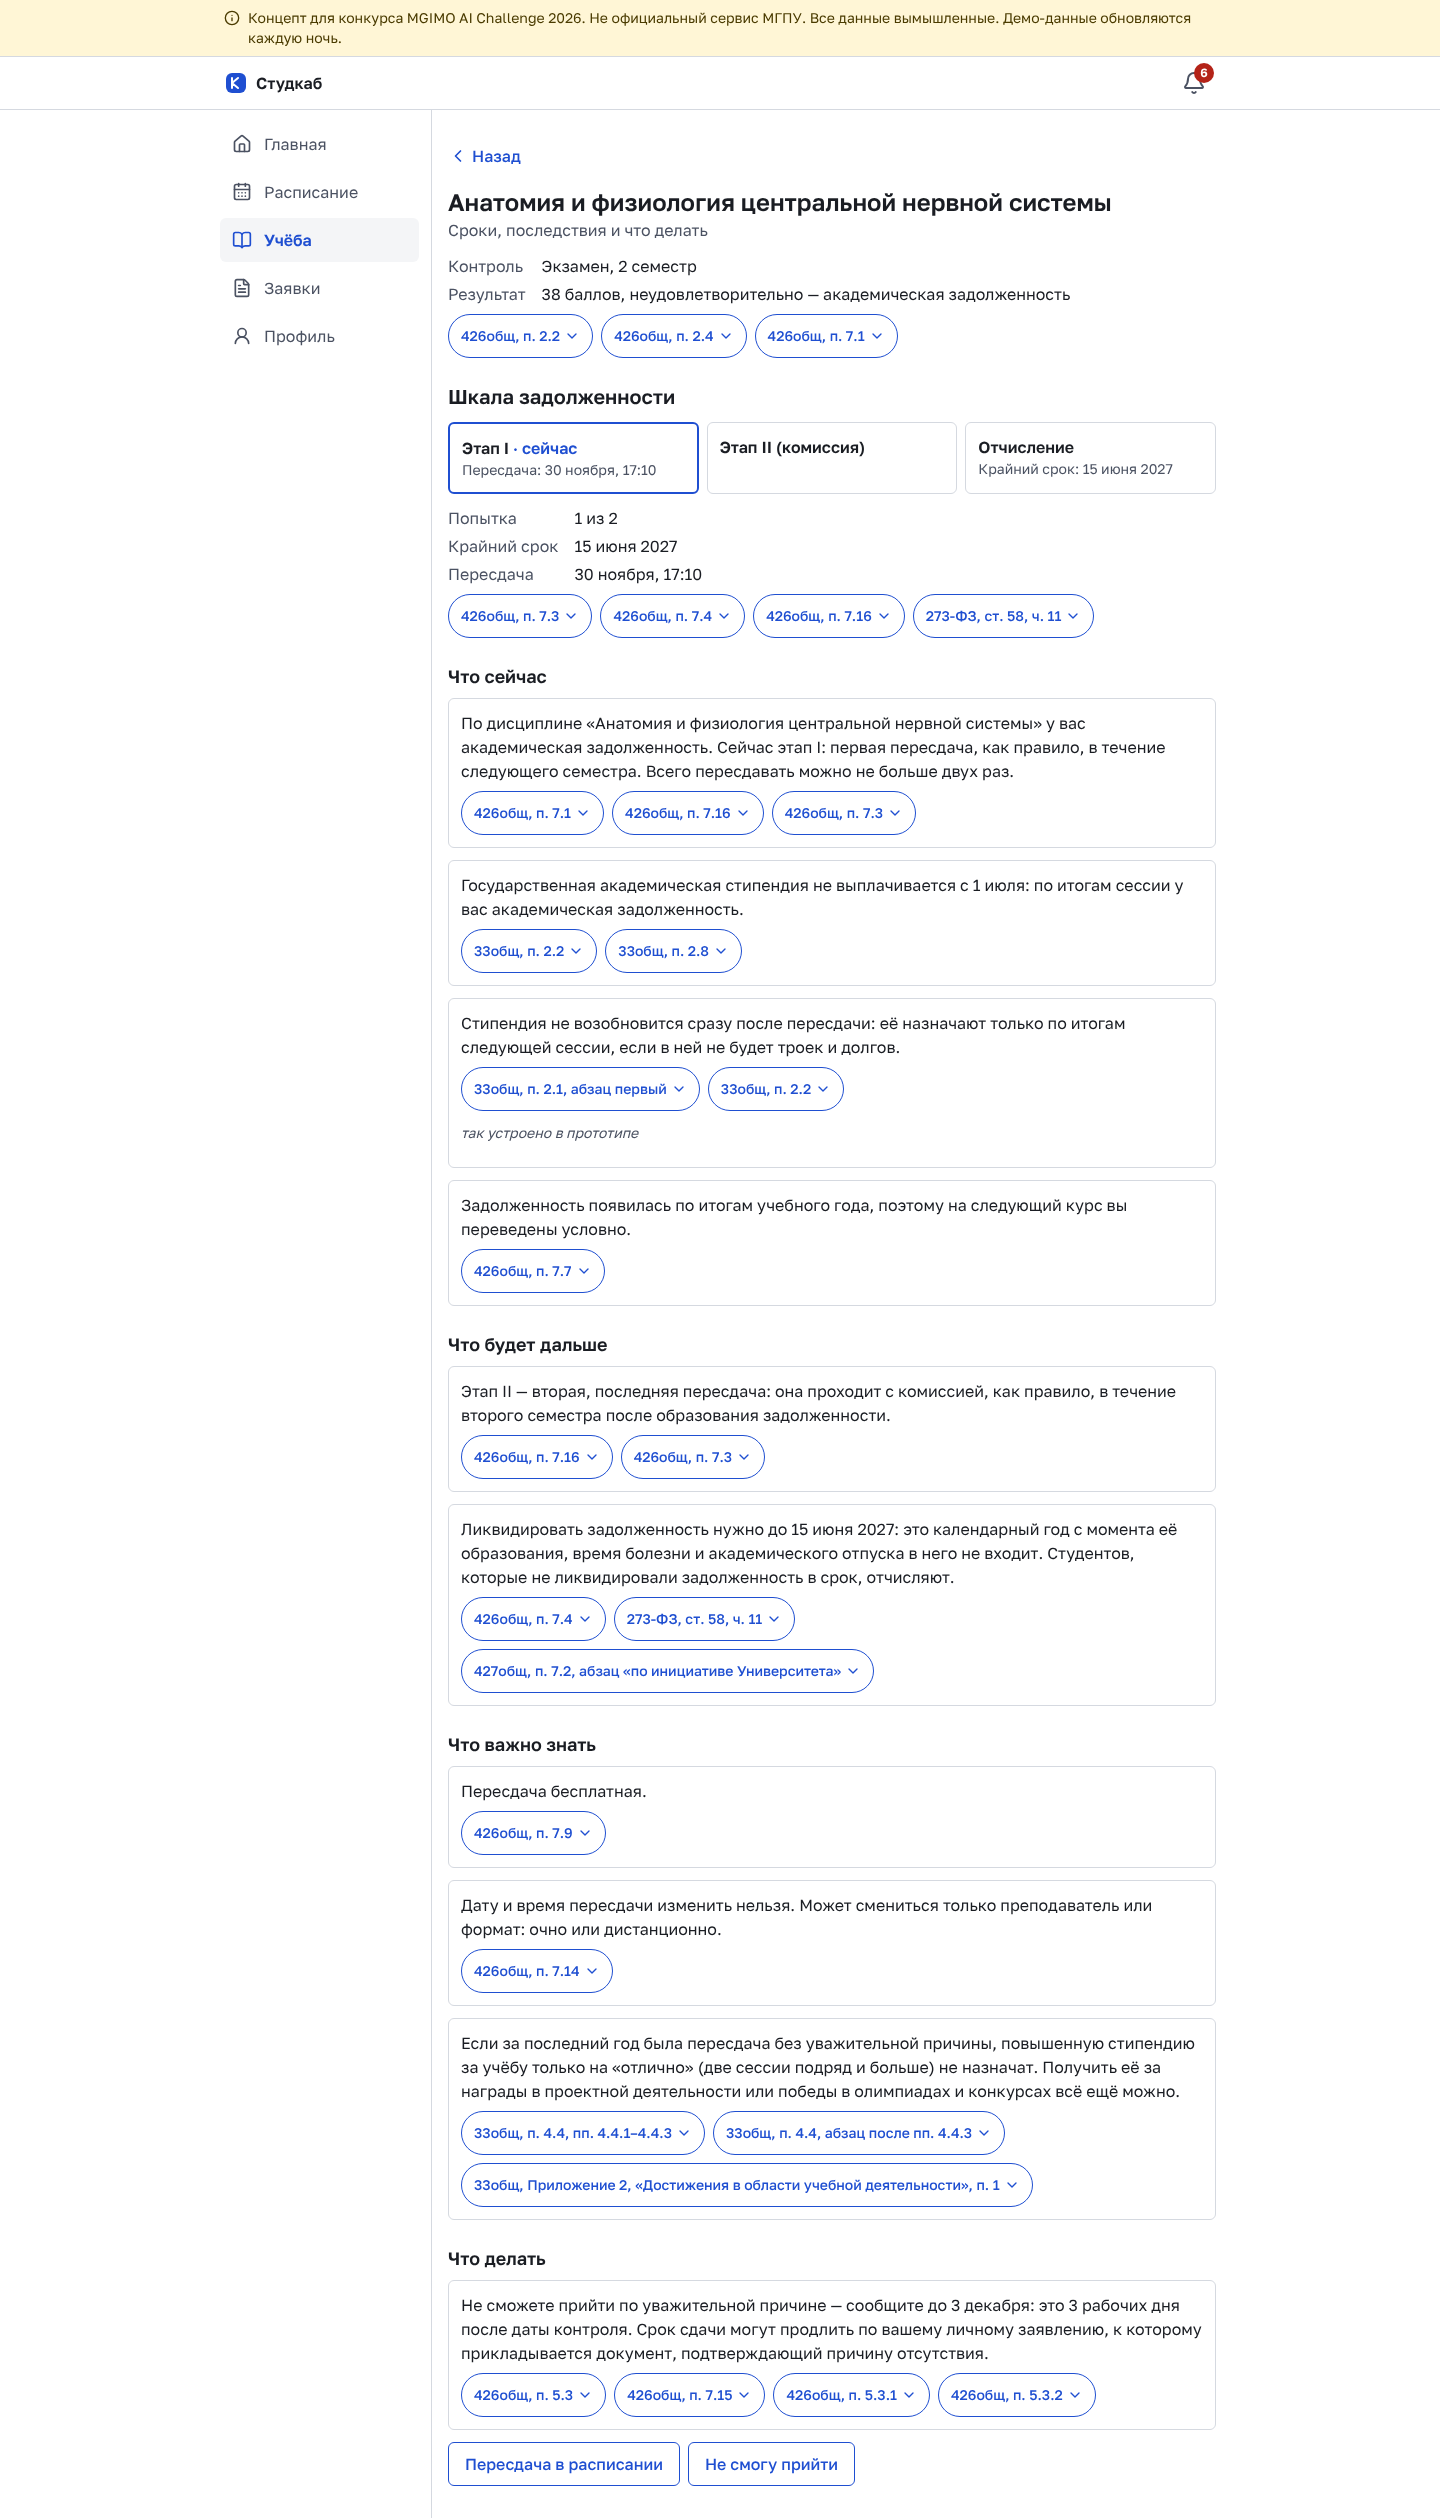 Концепт для конкурса MGIMO AI Challenge 2026. Не официальный сервис МГПУ. Все данные вымышленные. Демо-данные обновляются
каждую ночь.
Студкаб
6
Главная
Расписание
Учёба
Заявки
Профиль
Назад
Анатомия и физиология центральной нервной системы
Сроки, последствия и что делать
Контроль Экзамен, 2 семестр
Результат 38 баллов, неудовлетворительно — академическая задолженность
426общ, п. 2.2 426общ, п. 2.4 426общ, п. 7.1
Шкала задолженности
Этап I · сейчас
Пересдача: 30 ноября, 17:10
Этап II (комиссия)
Отчисление
Крайний срок: 15 июня 2027
Попытка 1 из 2
Крайний срок 15 июня 2027
Пересдача 30 ноября, 17:10
426общ, п. 7.3 426общ, п. 7.4 426общ, п. 7.16 273-ФЗ, ст. 58, ч. 11
Что сейчас
По дисциплине «Анатомия и физиология центральной нервной системы» у вас
академическая задолженность. Сейчас этап I: первая пересдача, как правило, в течение
следующего семестра. Всего пересдавать можно не больше двух раз.
426общ, п. 7.1 426общ, п. 7.16 426общ, п. 7.3
Государственная академическая стипендия не выплачивается с 1 июля: по итогам сессии у
вас академическая задолженность.
33общ, п. 2.2 33общ, п. 2.8
Стипендия не возобновится сразу после пересдачи: её назначают только по итогам
следующей сессии, если в ней не будет троек и долгов.
33общ, п. 2.1, абзац первый 33общ, п. 2.2
так устроено в прототипе
Задолженность появилась по итогам учебного года, поэтому на следующий курс вы
переведены условно.
426общ, п. 7.7
Что будет дальше
Этап II — вторая, последняя пересдача: она проходит с комиссией, как правило, в течение
второго семестра после образования задолженности.
426общ, п. 7.16 426общ, п. 7.3
Ликвидировать задолженность нужно до 15 июня 2027: это календарный год с момента её
образования, время болезни и академического отпуска в него не входит. Студентов,
которые не ликвидировали задолженность в срок, отчисляют.
426общ, п. 7.4 273-ФЗ, ст. 58, ч. 11
427общ, п. 7.2, абзац «по инициативе Университета»
Что важно знать
Пересдача бесплатная.
426общ, п. 7.9
Дату и время пересдачи изменить нельзя. Может смениться только преподаватель или
формат: очно или дистанционно.
426общ, п. 7.14
Если за последний год была пересдача без уважительной причины, повышенную стипендию
за учёбу только на «отлично» (две сессии подряд и больше) не назначат. Получить её за
награды в проектной деятельности или победы в олимпиадах и конкурсах всё ещё можно.
33общ, п. 4.4, пп. 4.4.1–4.4.3 33общ, п. 4.4, абзац после пп. 4.4.3
33общ, Приложение 2, «Достижения в области учебной деятельности», п. 1
Что делать
Не сможете прийти по уважительной причине — сообщите до 3 декабря: это 3 рабочих дня
после даты контроля. Срок сдачи могут продлить по вашему личному заявлению, к которому
прикладывается документ, подтверждающий причину отсутствия.
426общ, п. 5.3 426общ, п. 7.15 426общ, п. 5.3.1 426общ, п. 5.3.2
Пересдача в расписании Не смогу прийти